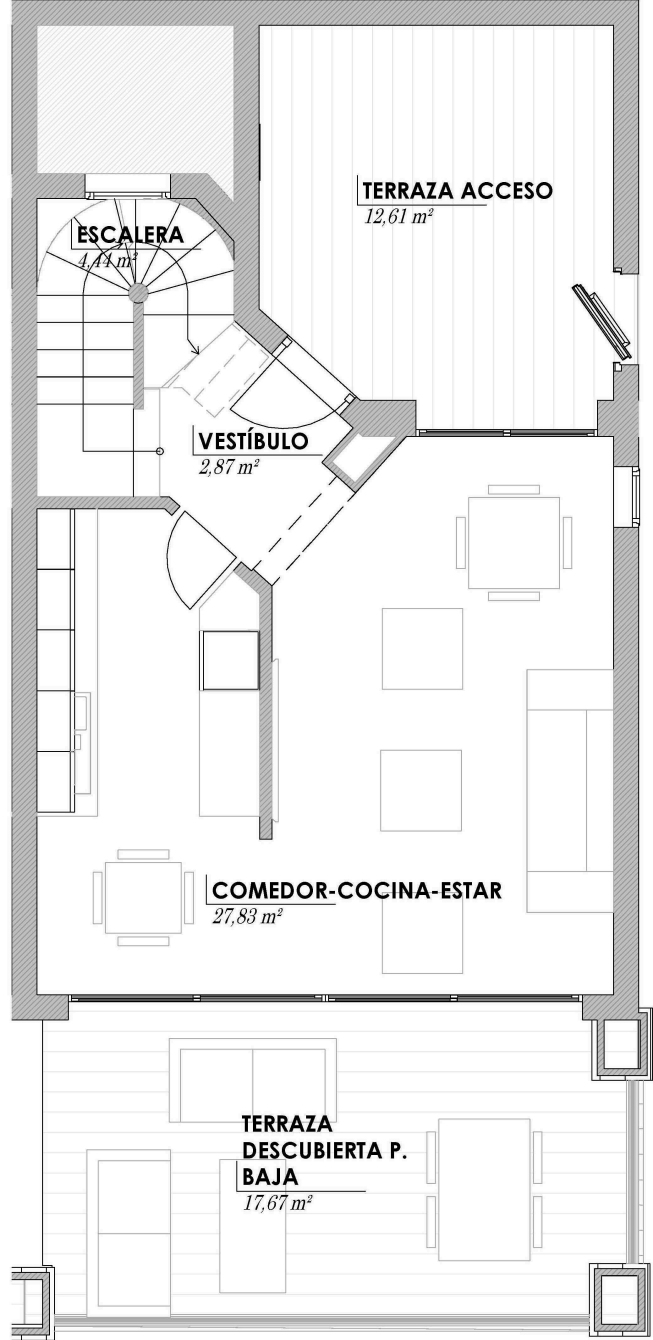 TERRAZA ACCESO
12,61 m²
ESCALERA
4,44 m²
VESTÍBULO
2,87 m²
COMEDOR-COCINA-ESTAR
27,83 m²
TERRAZA
DESCUBIERTA P.
BAJA
17,67 m²